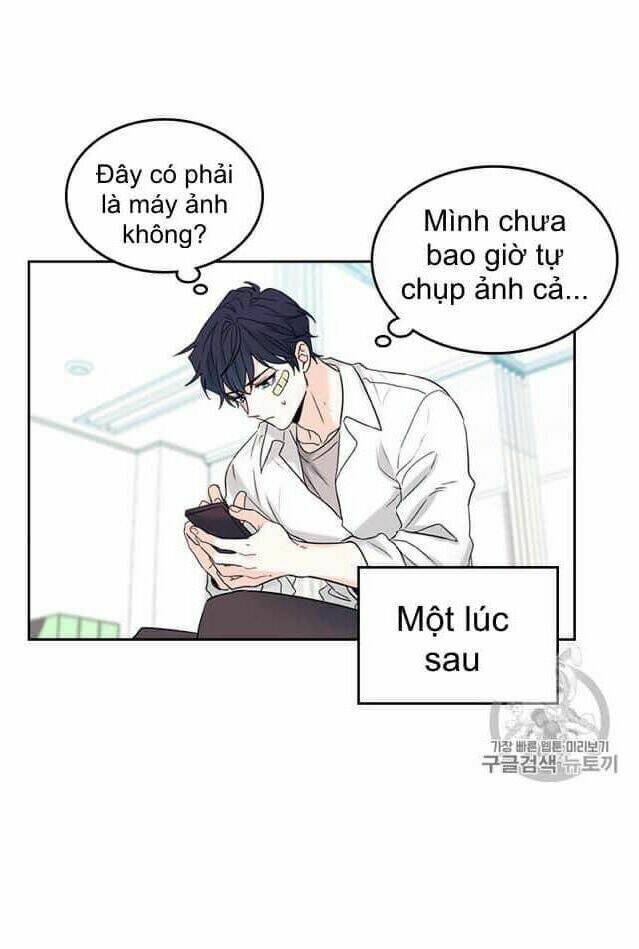 Đây có phải
là máy ảnh
không?
Mình chưa
bao giờ tự
chụp ảnh cả...
Một lúc
sau
가장 빠른 웹툰 미리보기
구글검색 뉴토끼